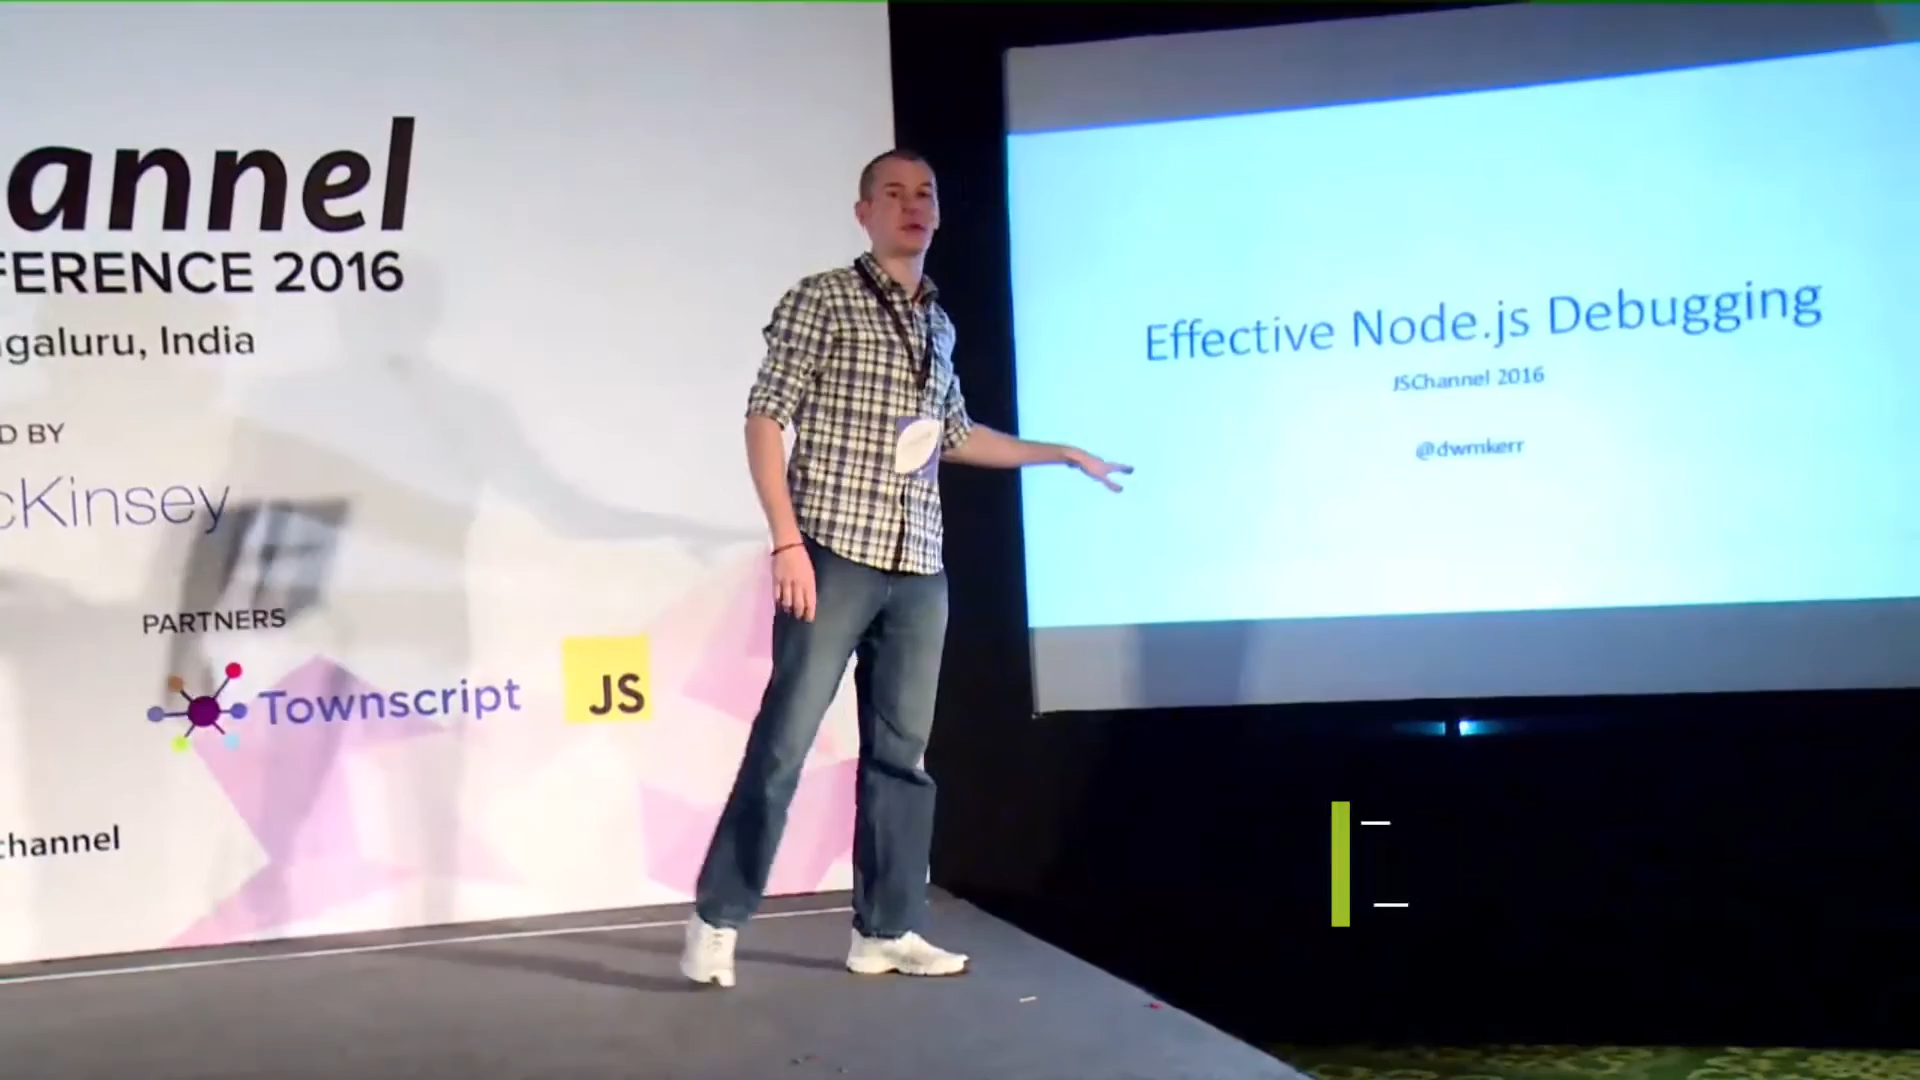 annel
FERENCE 2016
galuru, India
D BY
cKinsey
PARTNERS
Townscript
JS
channel
Effective Node.js Debugging
JSChannel 2016
@dwmkerr